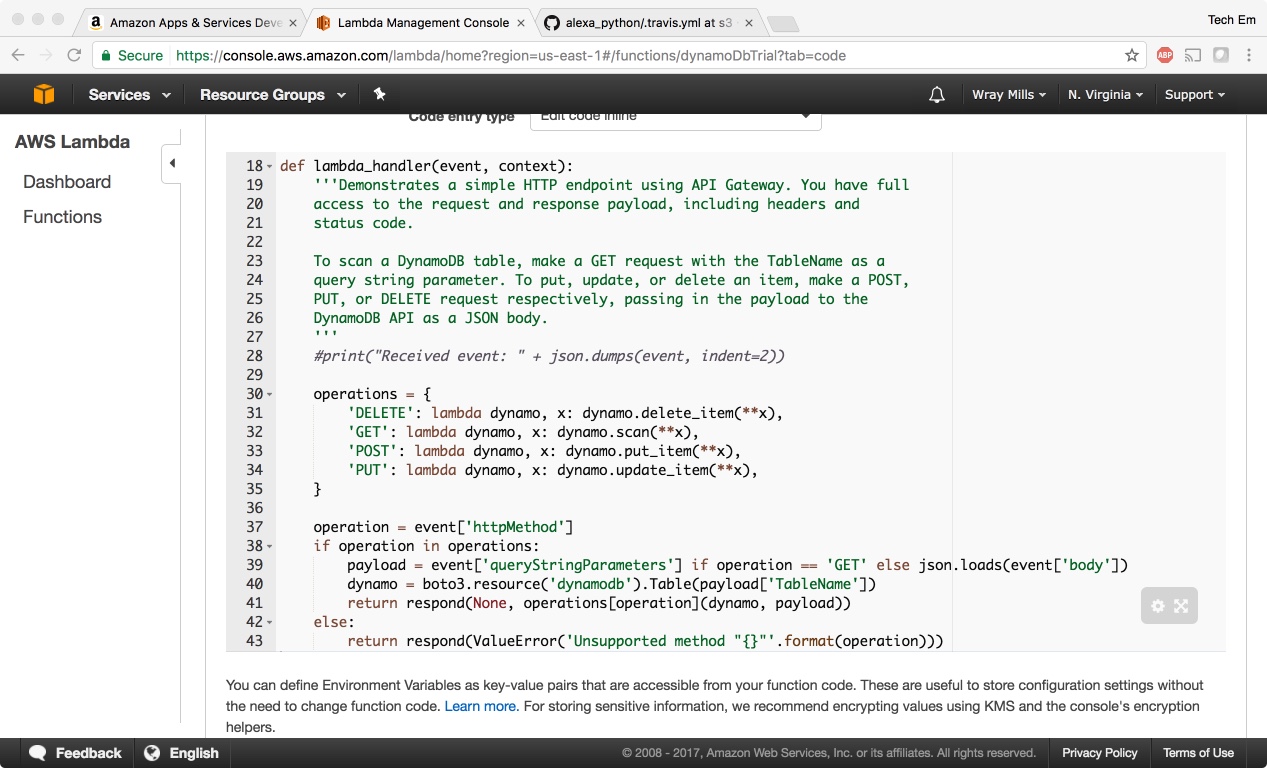 Amazon Apps & Services Deve
Lambda Management Console
alexa_python/.travis.yml at s3
Tech Em
Secure https://console.aws.amazon.com/lambda/home?region=us-east-1#/functions/dynamoDbTrial?tab=code
ABP
Services Resource Groups Wray Mills N. Virginia Support
AWS Lambda
Dashboard
Functions
Code entry type Edit code inline
18 def lambda_handler(event, context):
19     '''Demonstrates a simple HTTP endpoint using API Gateway. You have full
20     access to the request and response payload, including headers and
21     status code.
22
23     To scan a DynamoDB table, make a GET request with the TableName as a
24     query string parameter. To put, update, or delete an item, make a POST,
25     PUT, or DELETE request respectively, passing in the payload to the
26     DynamoDB API as a JSON body.
27     '''
28     #print("Received event: " + json.dumps(event, indent=2))
29
30     operations = {
31         'DELETE': lambda dynamo, x: dynamo.delete_item(**x),
32         'GET': lambda dynamo, x: dynamo.scan(**x),
33         'POST': lambda dynamo, x: dynamo.put_item(**x),
34         'PUT': lambda dynamo, x: dynamo.update_item(**x),
35     }
36
37     operation = event['httpMethod']
38     if operation in operations:
39         payload = event['queryStringParameters'] if operation == 'GET' else json.loads(event['body'])
40         dynamo = boto3.resource('dynamodb').Table(payload['TableName'])
41         return respond(None, operations[operation](dynamo, payload))
42     else:
43         return respond(ValueError('Unsupported method "{}"'.format(operation)))
You can define Environment Variables as key-value pairs that are accessible from your function code. These are useful to store configuration settings without
the need to change function code. Learn more. For storing sensitive information, we recommend encrypting values using KMS and the console's encryption
helpers.
Feedback English © 2008 - 2017, Amazon Web Services, Inc. or its affiliates. All rights reserved. Privacy Policy Terms of Use